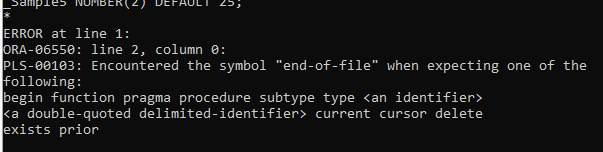 _Sample5 NUMBER(2) DEFAULT 25;
*
ERROR at line 1:
ORA-06550: line 2, column 0:
PLS-00103: Encountered the symbol "end-of-file" when expecting one of the
following:
begin function pragma procedure subtype type <an identifier>
<a double-quoted delimited-identifier> current cursor delete
exists prior